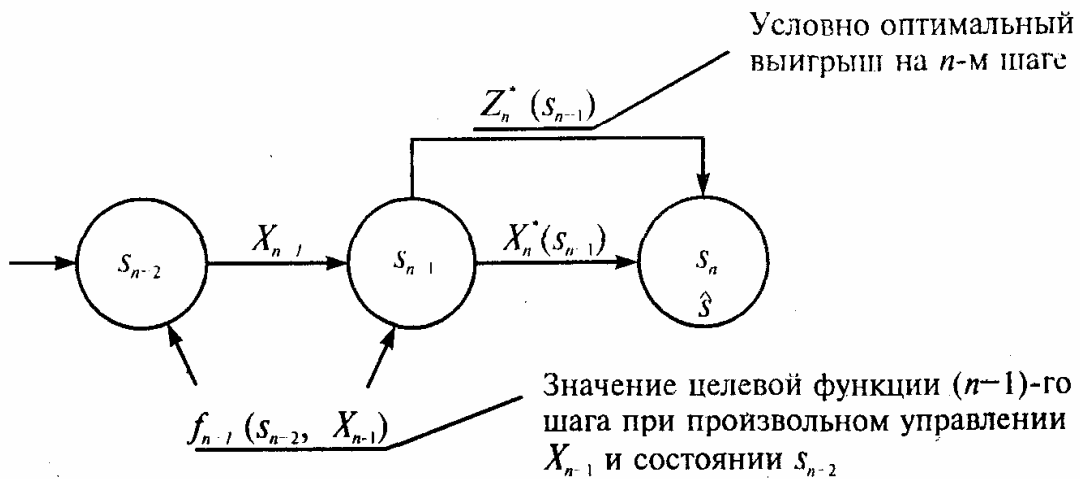 Условно оптимальный
выигрыш на n-м шаге
Z*ₙ (sₙ₋₁)
sₙ₋₂
Xₙ₋₁
sₙ₋₁
X*ₙ(sₙ₋₁)
sₙ
ŝ
fₙ₋₁ (sₙ₋₂, Xₙ₋₁)
Значение целевой функции (n−1)-го
шага при произвольном управлении
Xₙ₋₁ и состоянии sₙ₋₂